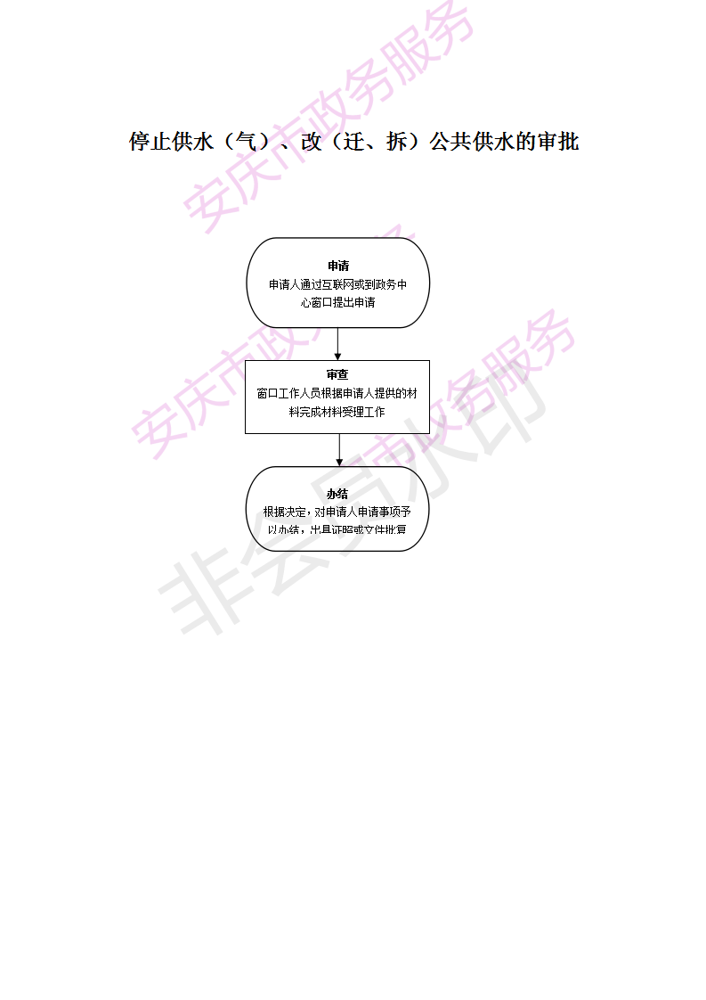 停止供水（气）、改（迁、拆）公共供水的审批
申请
申请人通过互联网或到政务中
心窗口提出申请
审查
窗口工作人员根据申请人提供的材
料完成材料受理工作
办结
根据决定，对申请人申请事项予
以办结，出具证照或文件批复
安庆市政务服务
安庆市政务服务
市政务服务
非会员水印